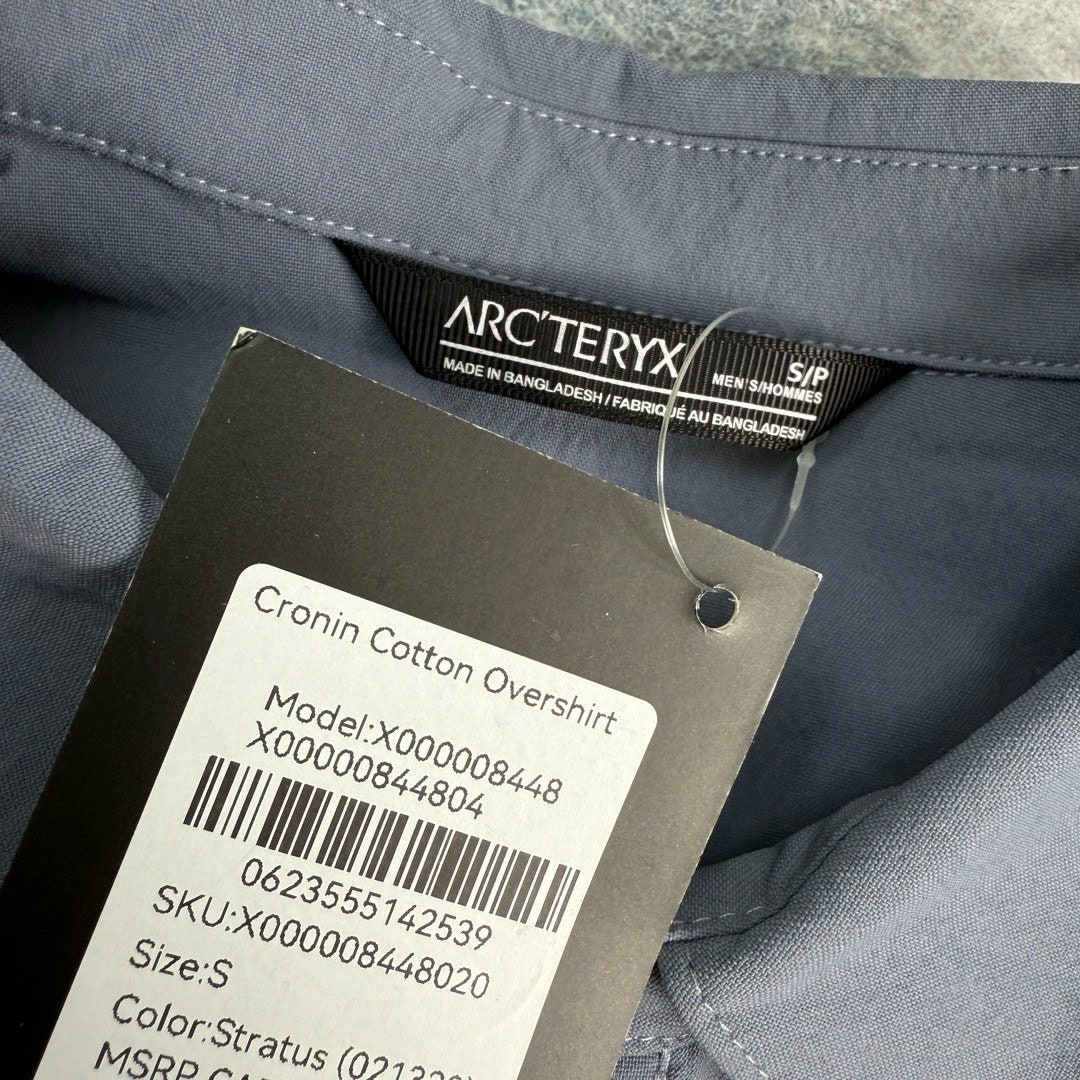 ARC'TERYX
S/P
MEN'S/HOMMES
MADE IN BANGLADESH / FABRIQUÉ AU BANGLADESH
Cronin Cotton Overshirt
Model:X000008448
X00000844804
0623555142539
SKU:X000008448020
Size:S
Color:Stratus
MSRP